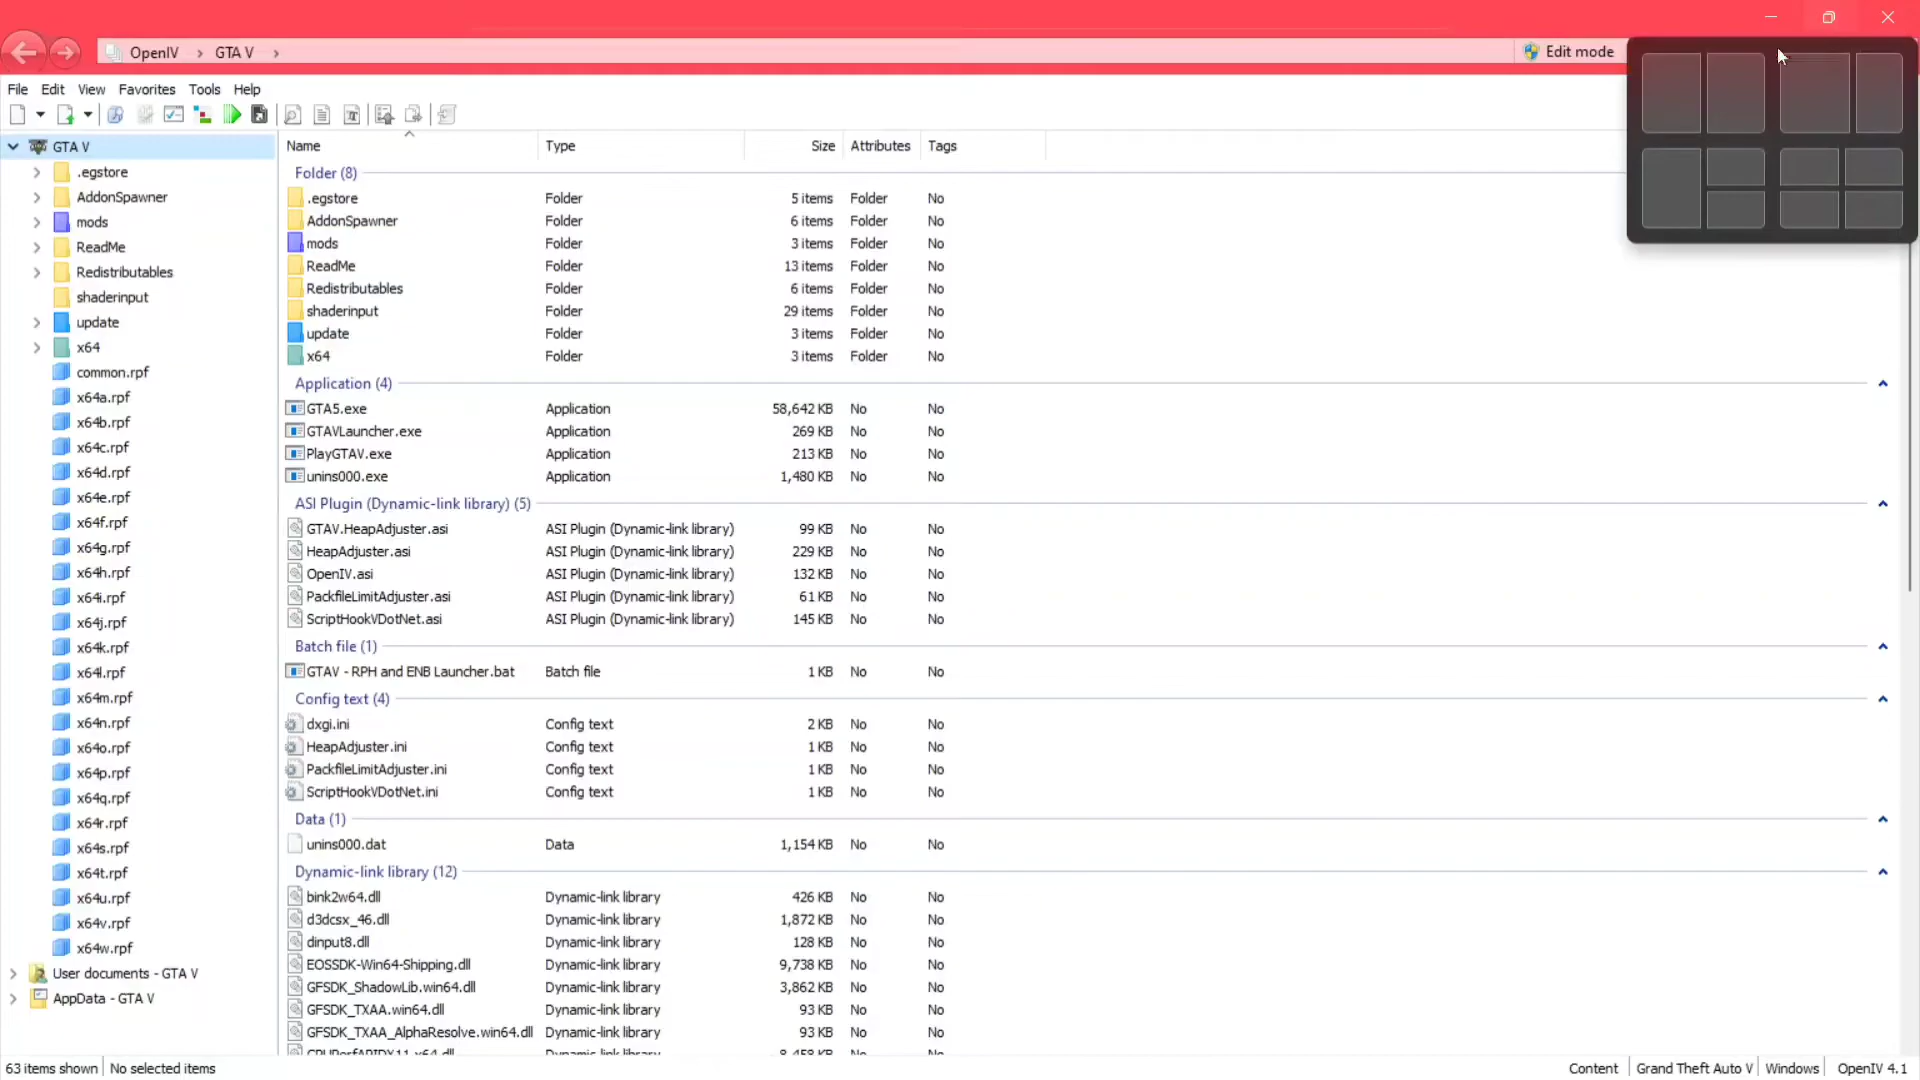 OpenIV > GTA V >
Edit mode
File Edit View Favorites Tools Help
GTA V
.egstore
AddonSpawner
mods
ReadMe
Redistributables
shaderinput
update
x64
common.rpf
x64a.rpf
x64b.rpf
x64c.rpf
x64d.rpf
x64e.rpf
x64f.rpf
x64g.rpf
x64h.rpf
x64i.rpf
x64j.rpf
x64k.rpf
x64l.rpf
x64m.rpf
x64n.rpf
x64o.rpf
x64p.rpf
x64q.rpf
x64r.rpf
x64s.rpf
x64t.rpf
x64u.rpf
x64v.rpf
x64w.rpf
User documents - GTA V
AppData - GTA V
Name Type Size Attributes Tags
Folder (8)
.egstore Folder 5 items Folder No
AddonSpawner Folder 6 items Folder No
mods Folder 3 items Folder No
ReadMe Folder 13 items Folder No
Redistributables Folder 6 items Folder No
shaderinput Folder 29 items Folder No
update Folder 3 items Folder No
x64 Folder 3 items Folder No
Application (4)
GTA5.exe Application 58,642 KB No No
GTAVLauncher.exe Application 269 KB No No
PlayGTAV.exe Application 213 KB No No
unins000.exe Application 1,480 KB No No
ASI Plugin (Dynamic-link library) (5)
GTAV.HeapAdjuster.asi ASI Plugin (Dynamic-link library) 99 KB No No
HeapAdjuster.asi ASI Plugin (Dynamic-link library) 229 KB No No
OpenIV.asi ASI Plugin (Dynamic-link library) 132 KB No No
PackfileLimitAdjuster.asi ASI Plugin (Dynamic-link library) 61 KB No No
ScriptHookVDotNet.asi ASI Plugin (Dynamic-link library) 145 KB No No
Batch file (1)
GTAV - RPH and ENB Launcher.bat Batch file 1 KB No No
Config text (4)
dxgi.ini Config text 2 KB No No
HeapAdjuster.ini Config text 1 KB No No
PackfileLimitAdjuster.ini Config text 1 KB No No
ScriptHookVDotNet.ini Config text 1 KB No No
Data (1)
unins000.dat Data 1,154 KB No No
Dynamic-link library (12)
bink2w64.dll Dynamic-link library 426 KB No No
d3dcsx_46.dll Dynamic-link library 1,872 KB No No
dinput8.dll Dynamic-link library 128 KB No No
EOSSDK-Win64-Shipping.dll Dynamic-link library 9,738 KB No No
GFSDK_ShadowLib.win64.dll Dynamic-link library 3,862 KB No No
GFSDK_TXAA.win64.dll Dynamic-link library 93 KB No No
GFSDK_TXAA_AlphaResolve.win64.dll Dynamic-link library 93 KB No No
63 items shown No selected items
Content Grand Theft Auto V Windows OpenIV 4.1